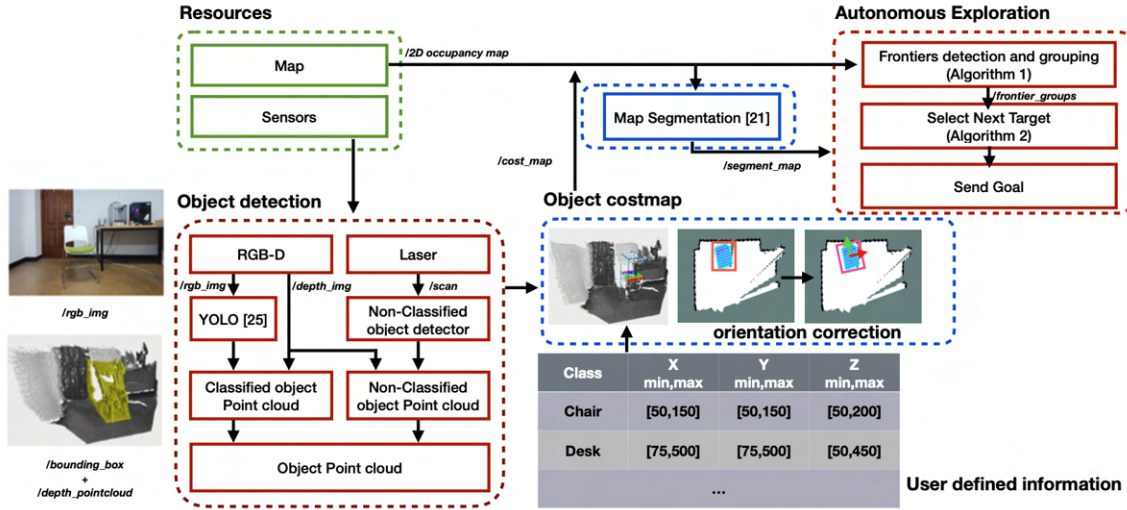 Resources
Autonomous Exploration
/2D occupancy map
Map
Sensors
Map Segmentation [21]
Frontiers detection and grouping
(Algorithm 1)
/frontier_groups
Select Next Target
(Algorithm 2)
/cost_map
/segment_map
Send Goal
Object detection
Object costmap
RGB-D
Laser
/rgb_img
/depth_img
/scan
/rgb_img
YOLO [25]
Non-Classified
object detector
orientation correction
Classified object
Point cloud
Non-Classified
object Point cloud
Object Point cloud
/bounding_box
+
/depth_pointcloud
Class X Y Z
min,max min,max min,max
Chair [50,150] [50,150] [50,200]
Desk [75,500] [75,500] [50,450]
...
User defined information